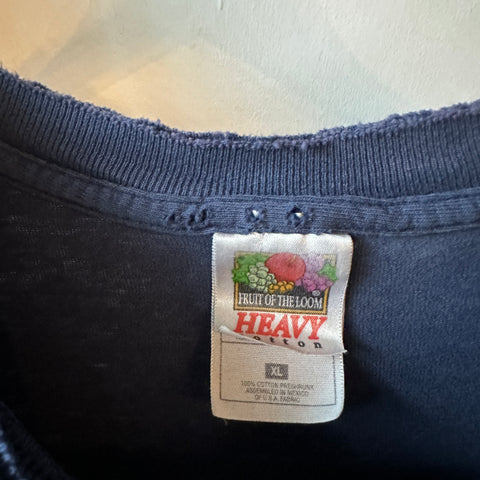 FRUIT OF THE LOOM
HEAVY
cotton
XL
100% COTTON PRESHRUNK
ASSEMBLED IN MEXICO
OF U.S.A. FABRIC